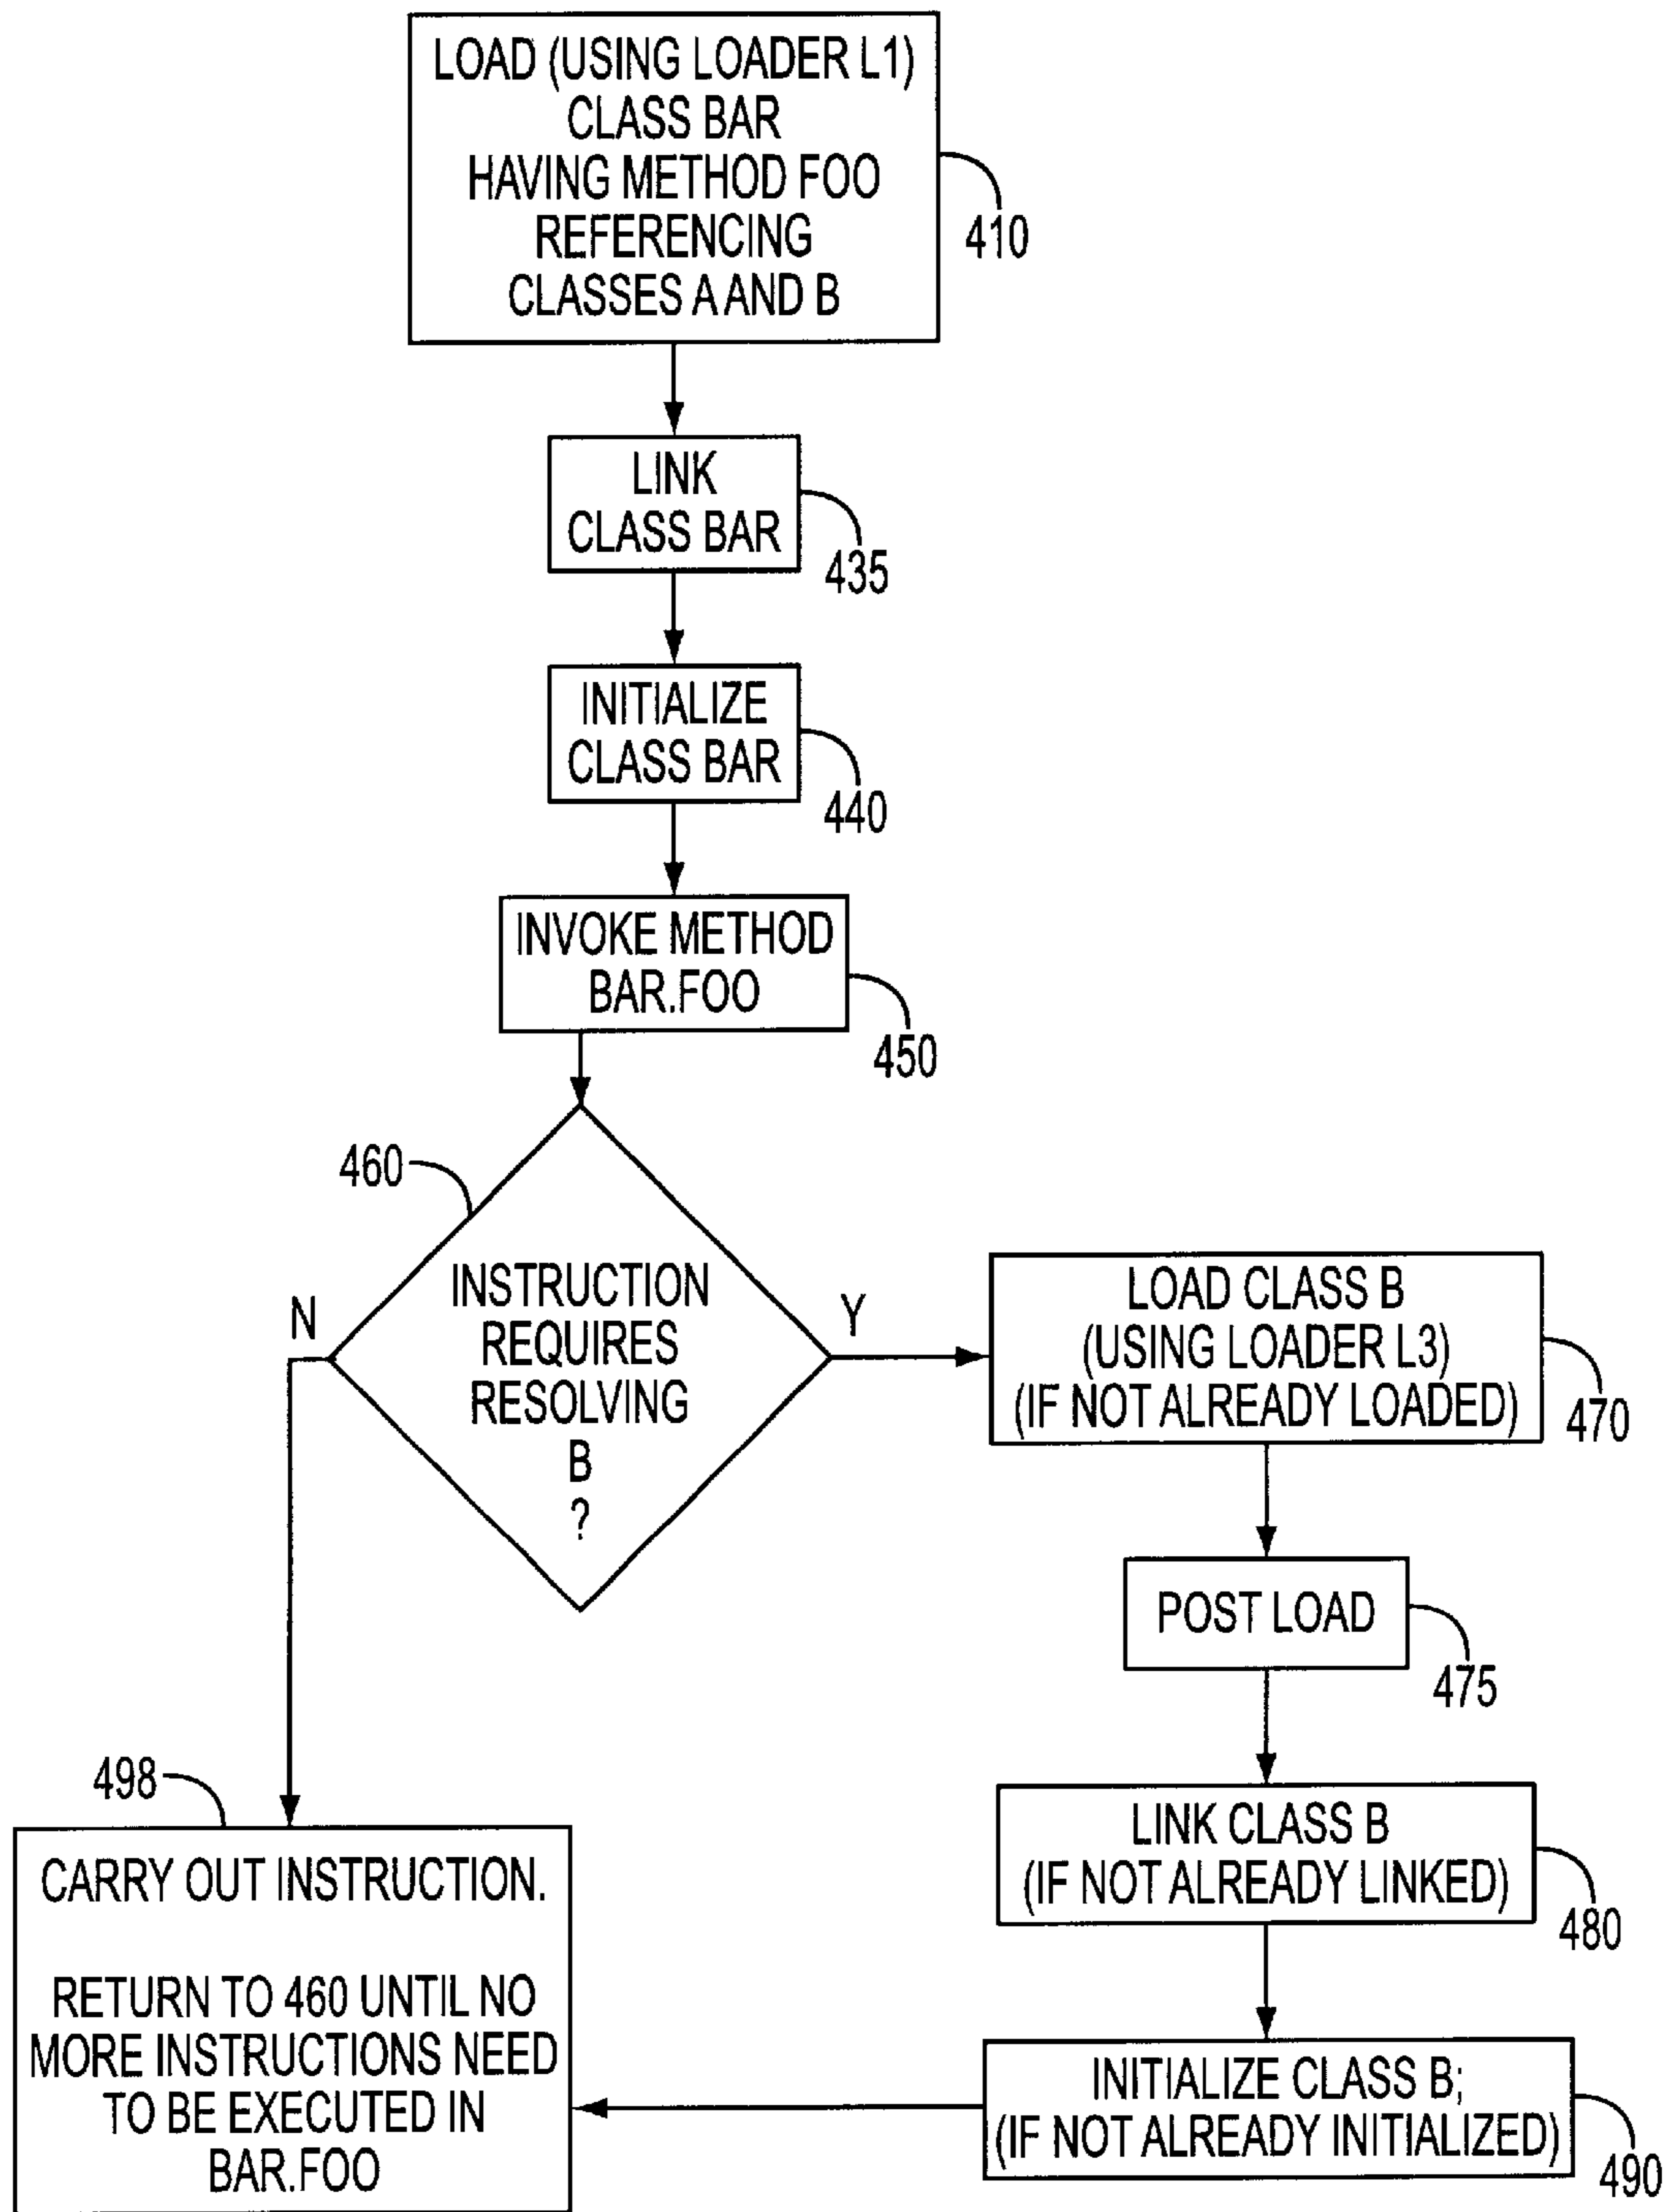 LOAD (USING LOADER L1)
CLASS BAR
HAVING METHOD FOO
REFERENCING
CLASSES A AND B
410
LINK
CLASS BAR
435
INITIALIZE
CLASS BAR
440
INVOKE METHOD
BAR.FOO
450
460
INSTRUCTION
REQUIRES
RESOLVING
B
?
N
Y
LOAD CLASS B
(USING LOADER L3)
(IF NOT ALREADY LOADED)
470
POST LOAD
475
LINK CLASS B
(IF NOT ALREADY LINKED)
480
INITIALIZE CLASS B;
(IF NOT ALREADY INITIALIZED)
490
498
CARRY OUT INSTRUCTION.
RETURN TO 460 UNTIL NO
MORE INSTRUCTIONS NEED
TO BE EXECUTED IN
BAR.FOO